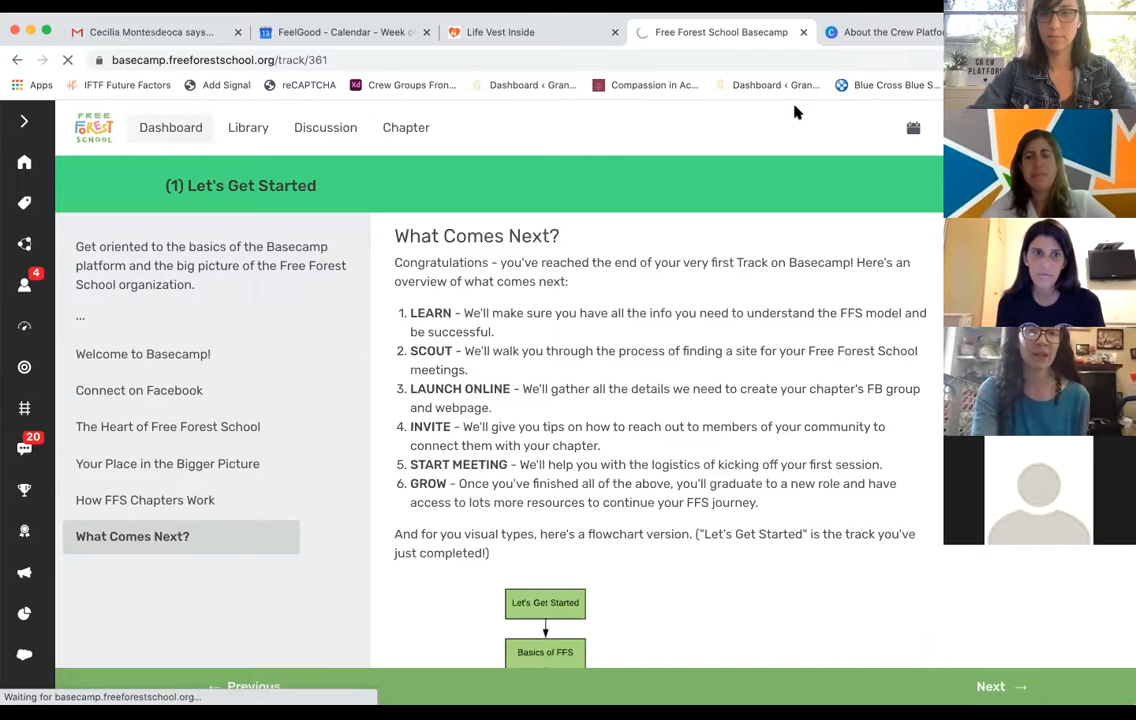 Cecilia Montesdeoca says...
FeelGood - Calendar - Week o
Life Vest Inside
Free Forest School Basecamp
About the Crew Platfo
basecamp.freeforestschool.org/track/361
Apps
IFTF Future Factors
Add Signal
reCAPTCHA
Crew Groups Fron...
Dashboard ‹ Gran...
Compassion in Ac...
Dashboard ‹ Gran...
Blue Cross Blue S...
CREW
PLATFORM
FREE
FOREST
SCHOOL
Dashboard
Library
Discussion
Chapter
(1) Let's Get Started
4
20
Get oriented to the basics of the Basecamp
platform and the big picture of the Free Forest
School organization.
...
Welcome to Basecamp!
Connect on Facebook
The Heart of Free Forest School
Your Place in the Bigger Picture
How FFS Chapters Work
What Comes Next?
What Comes Next?
Congratulations - you've reached the end of your very first Track on Basecamp! Here's an
overview of what comes next:
1. LEARN - We'll make sure you have all the info you need to understand the FFS model and
be successful.
2. SCOUT - We'll walk you through the process of finding a site for your Free Forest School
meetings.
3. LAUNCH ONLINE - We'll gather all the details we need to create your chapter's FB group
and webpage.
4. INVITE - We'll give you tips on how to reach out to members of your community to
connect them with your chapter.
5. START MEETING - We'll help you with the logistics of kicking off your first session.
6. GROW - Once you've finished all of the above, you'll graduate to a new role and have
access to lots more resources to continue your FFS journey.
And for you visual types, here's a flowchart version. ("Let's Get Started" is the track you've
just completed!)
Let's Get Started
Basics of FFS
← Previous
Next →
Waiting for basecamp.freeforestschool.org...